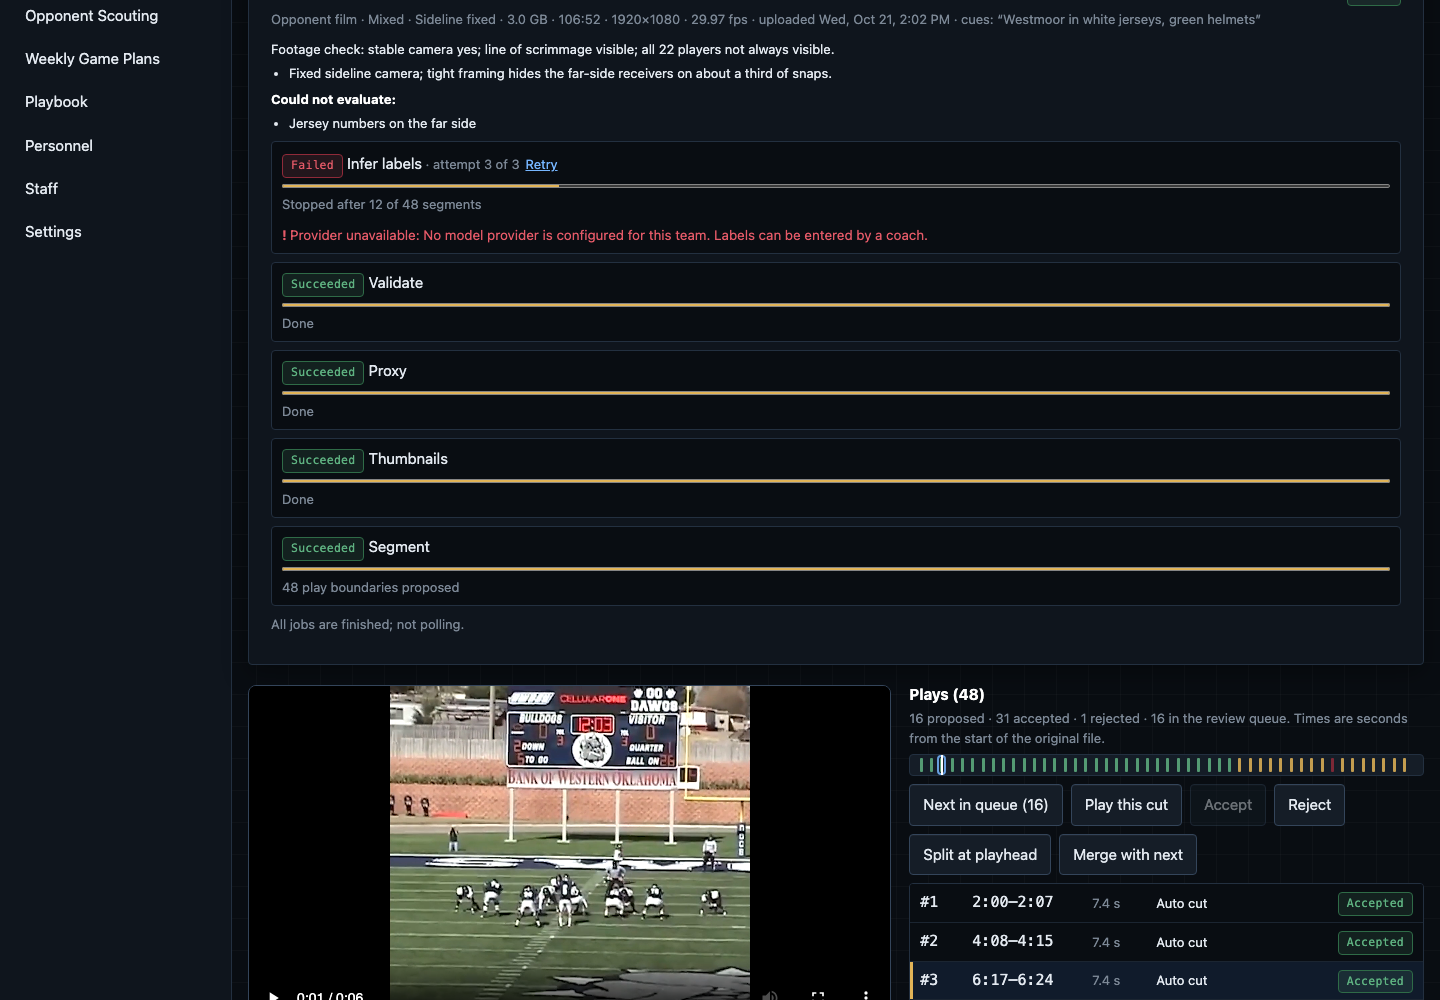 Opponent Scouting
Weekly Game Plans
Playbook
Personnel
Staff
Settings
Opponent film · Mixed · Sideline fixed · 3.0 GB · 106:52 · 1920×1080 · 29.97 fps · uploaded Wed, Oct 21, 2:02 PM · cues: “Westmoor in white jerseys, green helmets”
Footage check: stable camera yes; line of scrimmage visible; all 22 players not always visible.
• Fixed sideline camera; tight framing hides the far-side receivers on about a third of snaps.
Could not evaluate:
• Jersey numbers on the far side
Failed Infer labels · attempt 3 of 3 Retry
Stopped after 12 of 48 segments
! Provider unavailable: No model provider is configured for this team. Labels can be entered by a coach.
Succeeded Validate
Done
Succeeded Proxy
Done
Succeeded Thumbnails
Done
Succeeded Segment
48 play boundaries proposed
All jobs are finished; not polling.
CELLULARONE 00 DAWGS
BULLDOGS 12:03 VISITOR
DOWN QUARTER
TO GO BALL ON
BANK OF WESTERN OKLAHOMA
0:01 / 0:06
Plays (48)
16 proposed · 31 accepted · 1 rejected · 16 in the review queue. Times are seconds
from the start of the original file.
Next in queue (16) Play this cut Accept Reject
Split at playhead Merge with next
#1 2:00–2:07 7.4 s Auto cut Accepted
#2 4:08–4:15 7.4 s Auto cut Accepted
#3 6:17–6:24 7.4 s Auto cut Accepted